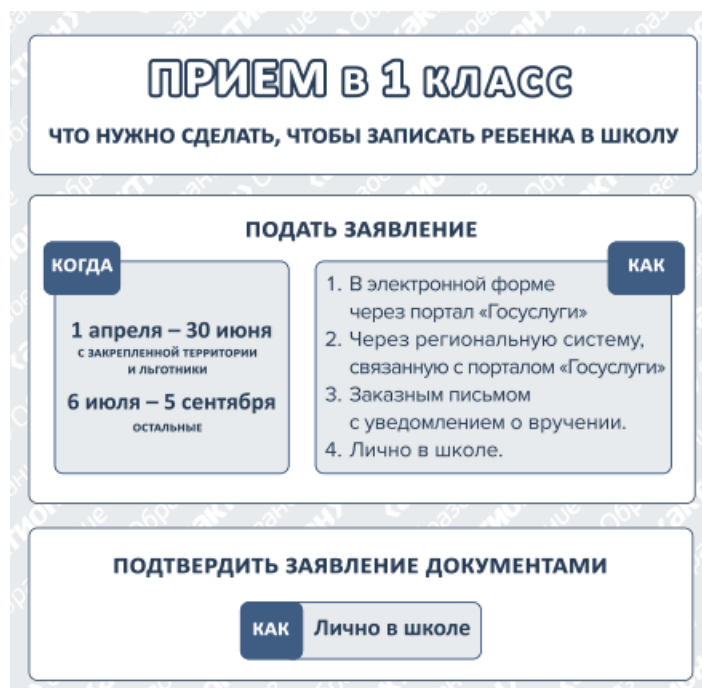 ПРИЕМ в 1 класс
ЧТО НУЖНО СДЕЛАТЬ, ЧТОБЫ ЗАПИСАТЬ РЕБЕНКА В ШКОЛУ
ПОДАТЬ ЗАЯВЛЕНИЕ
КОГДА
1 апреля – 30 июня
С ЗАКРЕПЛЕННОЙ ТЕРРИТОРИИ
И ЛЬГОТНИКИ
6 июля – 5 сентября
ОСТАЛЬНЫЕ
КАК
1. В электронной форме
через портал «Госуслуги»
2. Через региональную систему,
связанную с порталом «Госуслуги»
3. Заказным письмом
с уведомлением о вручении.
4. Лично в школе.
ПОДТВЕРДИТЬ ЗАЯВЛЕНИЕ ДОКУМЕНТАМИ
КАК Лично в школе